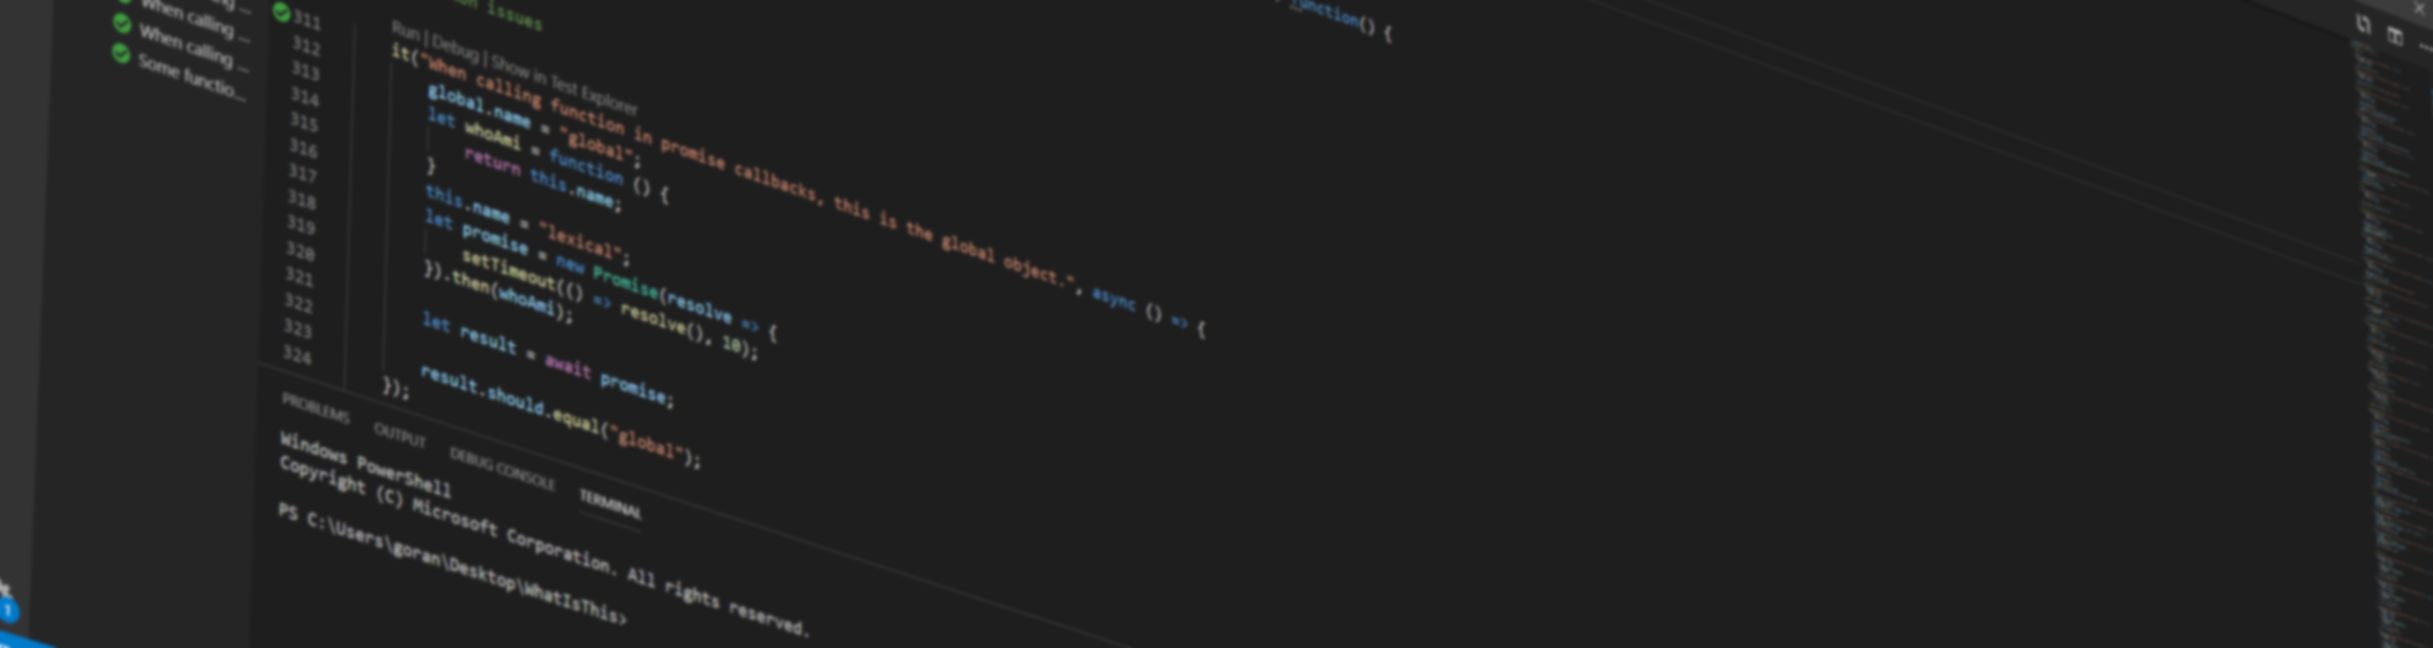 When calling ...
When calling ...
Some functio...
issues
function() {
311
312
313
314
315
316
317
318
319
320
321
322
323
324
Run | Debug | Show in Test Explorer
it("When calling function in promise callbacks, this is the global object.", async () => {
global.name = "global";
let whoAmi = function () {
return this.name;
}
this.name = "lexical";
let promise = new Promise(resolve => {
setTimeout(() => resolve(), 10);
}).then(whoAmi);
let result = await promise;
result.should.equal("global");
});
PROBLEMS OUTPUT DEBUG CONSOLE TERMINAL
Windows PowerShell
Copyright (C) Microsoft Corporation. All rights reserved.
PS C:\Users\goran\Desktop\WhatIsThis>
1